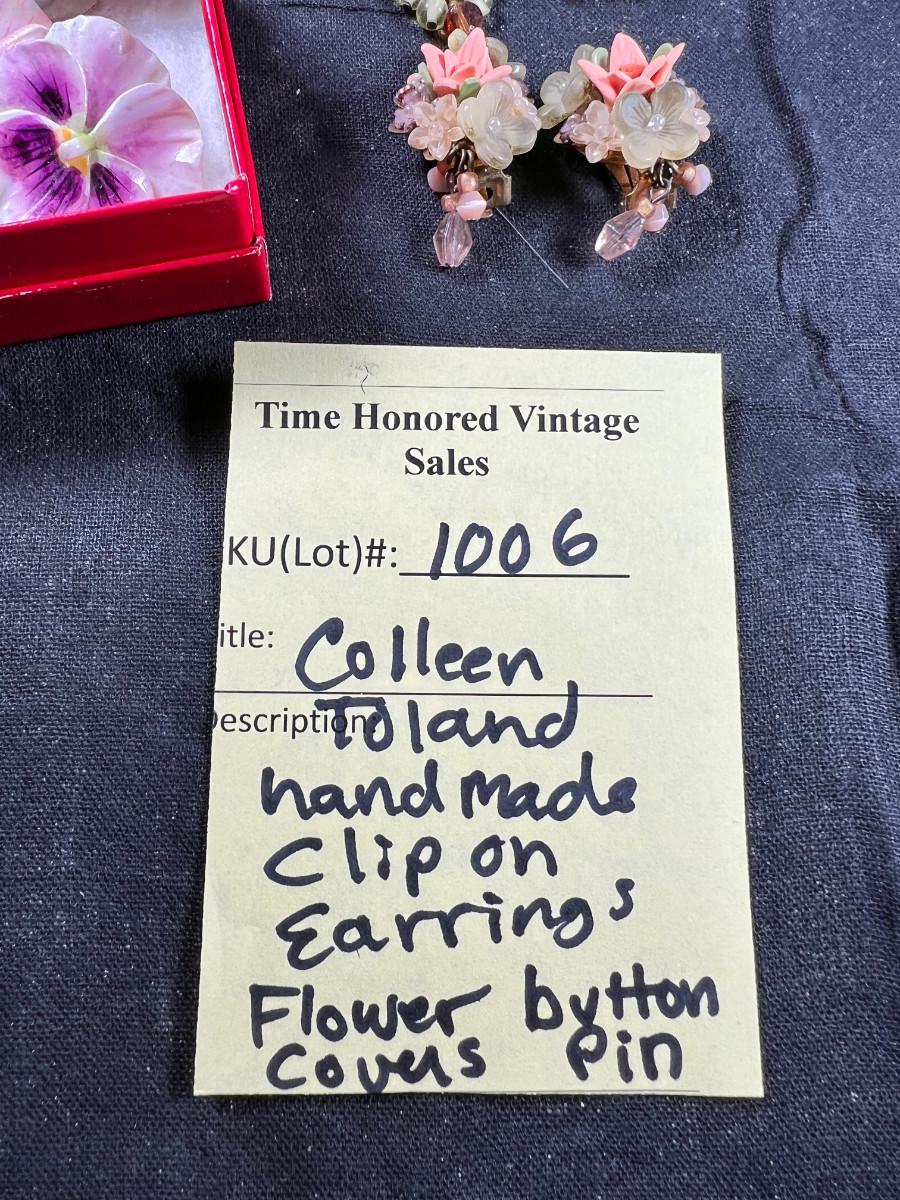 Time Honored Vintage
Sales
KU(Lot)#: 1006
itle: Colleen
escription: Toland
handmade
Clip on
Earrings
Flower button
Covers Pin